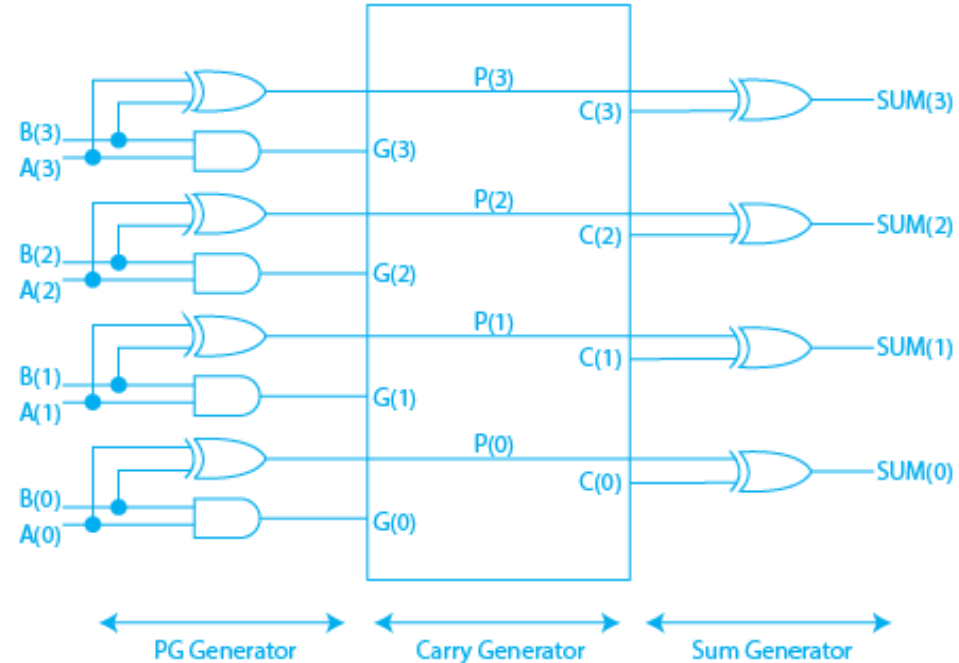 P(3)
C(3)
SUM(3)
B(3)
A(3)
G(3)
P(2)
C(2)
SUM(2)
B(2)
A(2)
G(2)
P(1)
C(1)
SUM(1)
B(1)
A(1)
G(1)
P(0)
C(0)
SUM(0)
B(0)
A(0)
G(0)
PG Generator
Carry Generator
Sum Generator